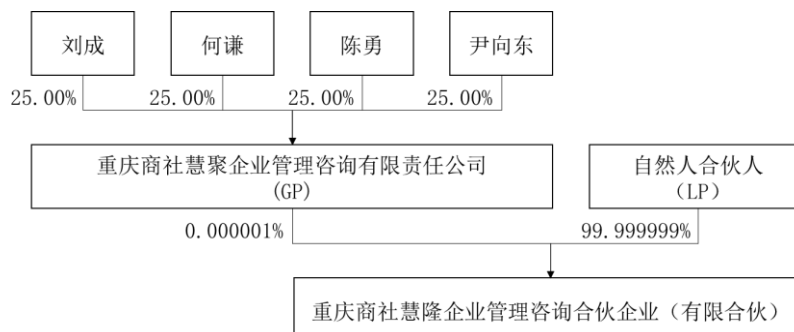 刘成
何谦
陈勇
尹向东
25.00%
25.00%
25.00%
25.00%
重庆商社慧聚企业管理咨询有限责任公司
(GP)
自然人合伙人
（LP）
0.000001%
99.999999%
重庆商社慧隆企业管理咨询合伙企业（有限合伙）